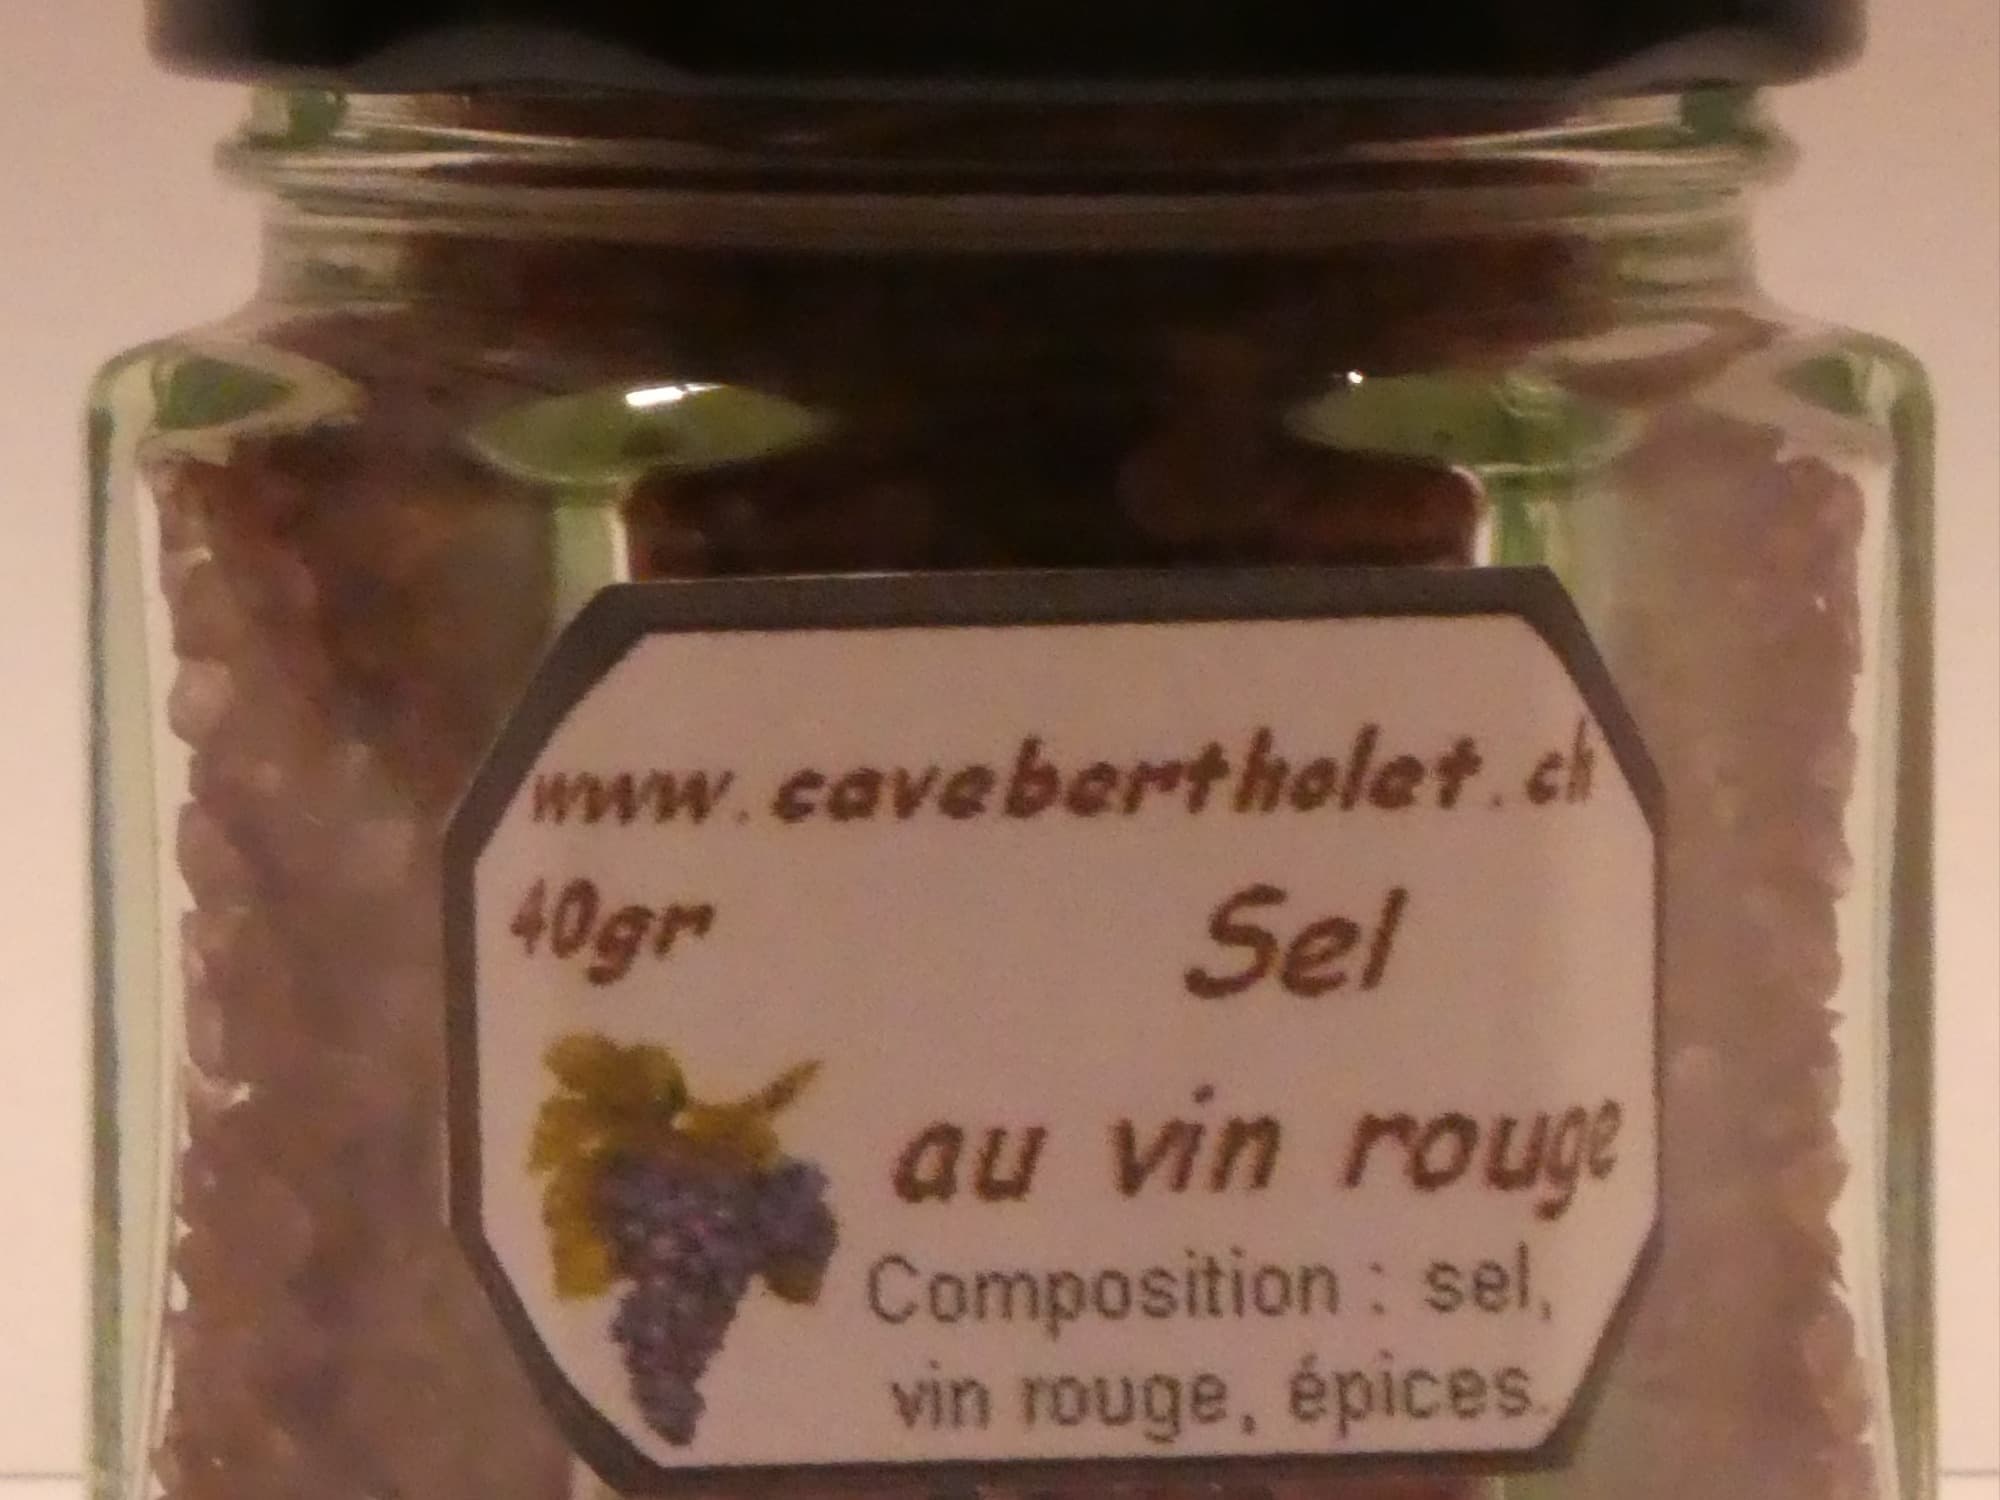 www.cavebertholet.ch
40gr Sel
au vin rouge
Composition : sel,
vin rouge, épices.